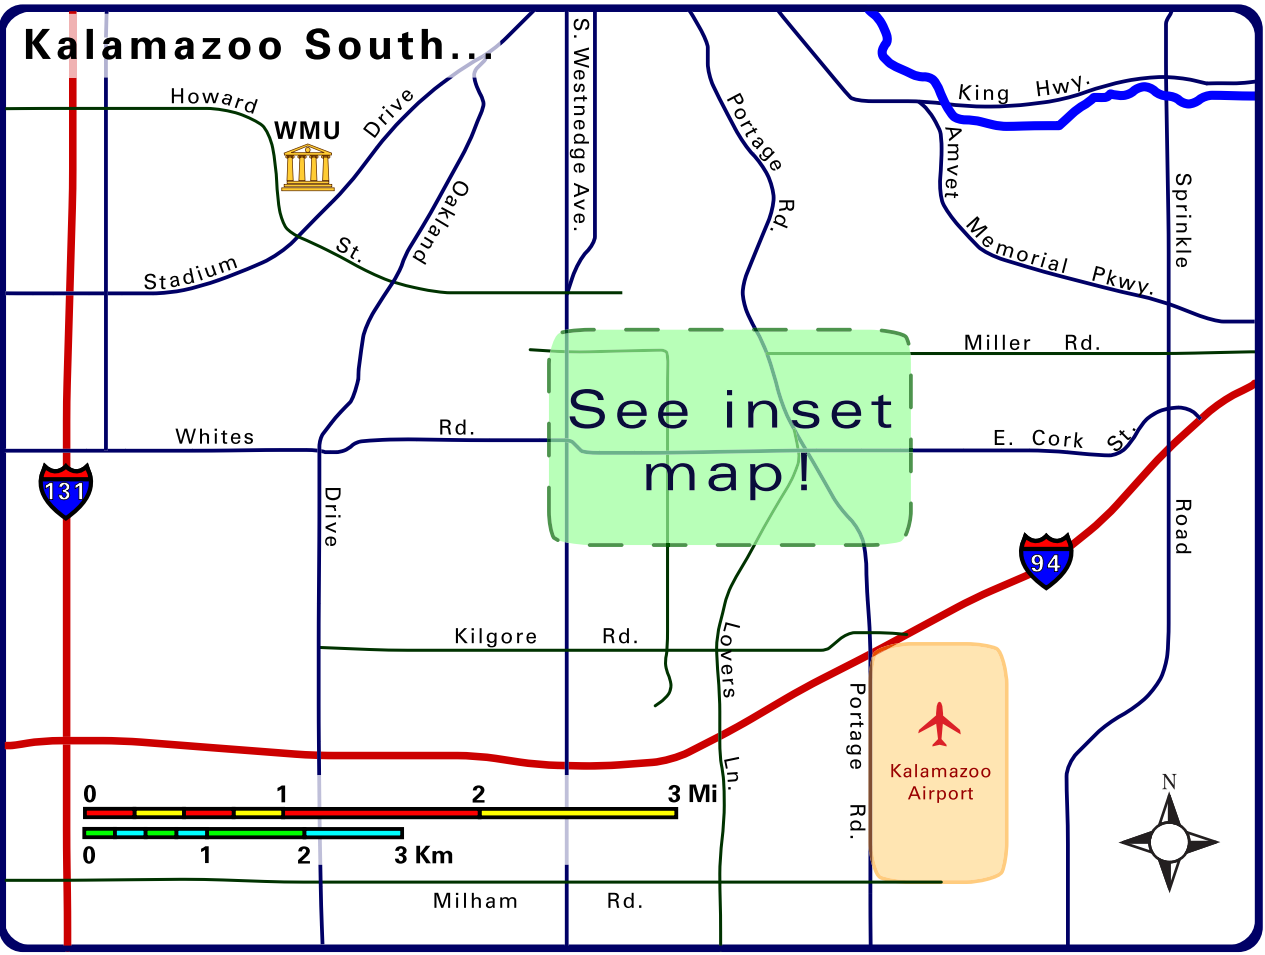 Kalamazoo South...
S. Westnedge Ave.
Howard
St.
WMU
Stadium
Drive
Oakland
Drive
Portage
Rd.
King Hwy.
Amvet
Memorial Pkwy.
Sprinkle
Road
Miller Rd.
See inset
map!
Whites Rd.
E. Cork St.
131
94
Kilgore Rd.
Lovers
Ln.
Portage
Rd.
Kalamazoo
Airport
N
0 1 2 3 Mi
0 1 2 3 Km
Milham Rd.